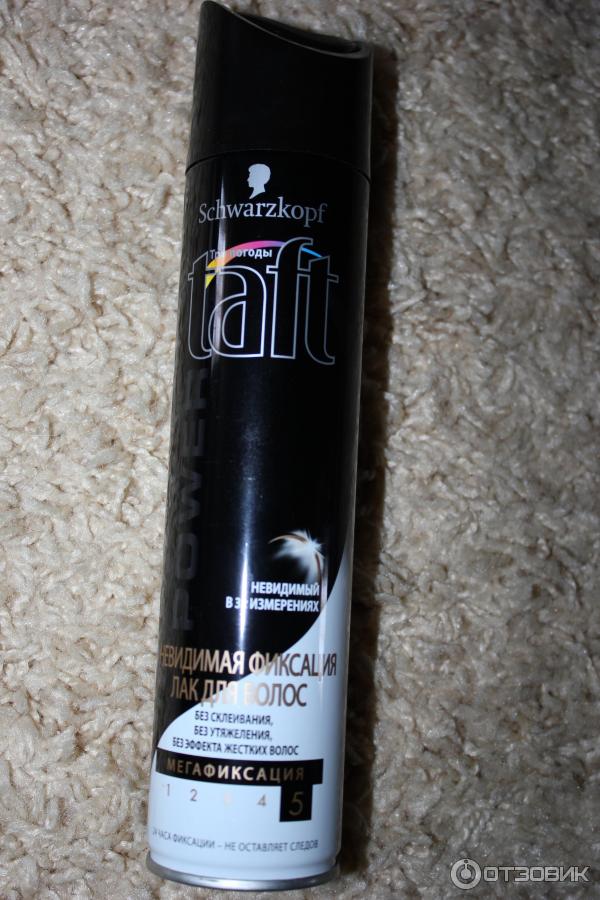 Schwarzkopf
Три погоды
taft
POWER
НЕВИДИМЫЙ
В 3х ИЗМЕРЕНИЯХ
НЕВИДИМАЯ ФИКСАЦИЯ
ЛАК ДЛЯ ВОЛОС
БЕЗ СКЛЕИВАНИЯ,
БЕЗ УТЯЖЕЛЕНИЯ,
БЕЗ ЭФФЕКТА ЖЕСТКИХ ВОЛОС
МЕГАФИКСАЦИЯ
1 2 3 4 5
24 ЧАСА ФИКСАЦИИ – НЕ ОСТАВЛЯЕТ СЛЕДОВ
ОТЗОВИК